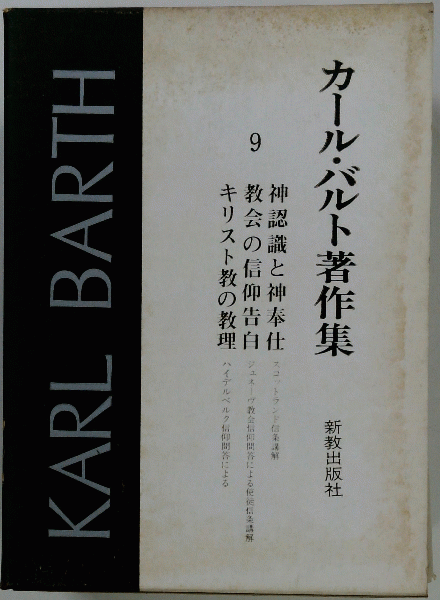 KARL BARTH
カール・バルト著作集
9
神認識と神奉仕
スコットランド信条講解
教会の信仰告白
ジュネーヴ教会信仰問答による使徒信条講解
キリスト教の教理
ハイデルベルク信仰問答による
新教出版社